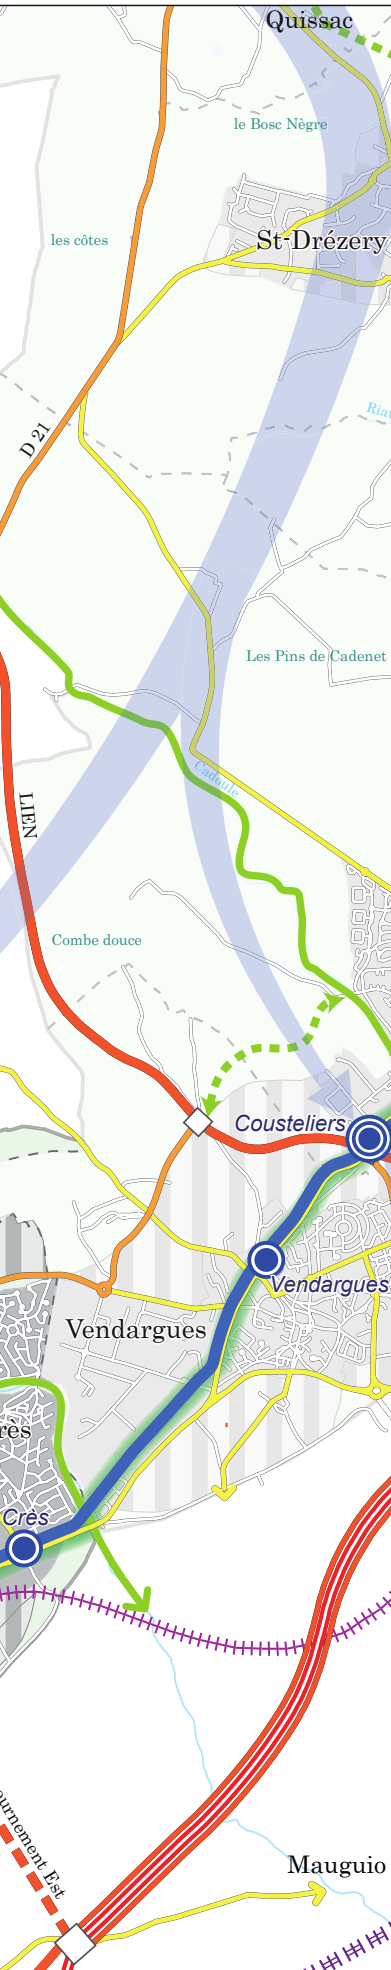 Quissac
le Bosc Nègre
les côtes
St-Drézery
D 21
Les Pins de Cadenet
Cadoule
LIEN
Combe douce
Cousteliers
Vendargues
Vendargues
Crès
Mauguio
Est